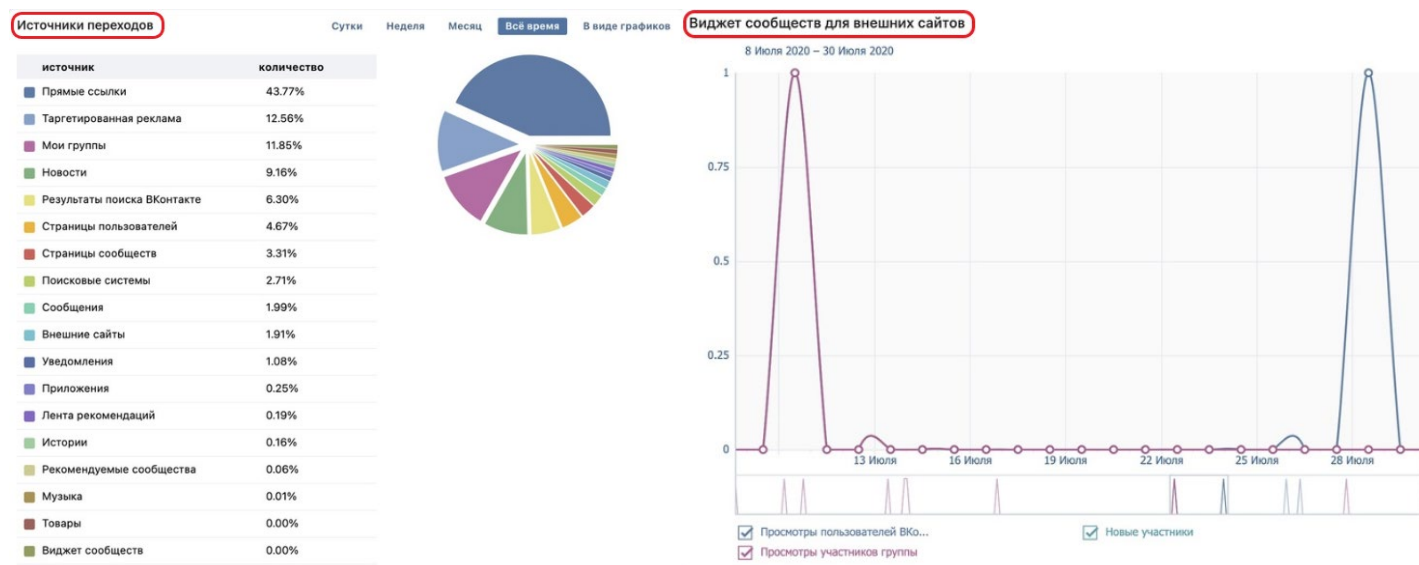 Источники переходов
Сутки Неделя Месяц Всё время В виде графиков
источник количество
Прямые ссылки 43.77%
Таргетированная реклама 12.56%
Мои группы 11.85%
Новости 9.16%
Результаты поиска ВКонтакте 6.30%
Страницы пользователей 4.67%
Страницы сообществ 3.31%
Поисковые системы 2.71%
Сообщения 1.99%
Внешние сайты 1.91%
Уведомления 1.08%
Приложения 0.25%
Лента рекомендаций 0.19%
Истории 0.16%
Рекомендуемые сообщества 0.06%
Музыка 0.01%
Товары 0.00%
Виджет сообществ 0.00%
Виджет сообществ для внешних сайтов
8 Июля 2020 – 30 Июля 2020
1
0.75
0.5
0.25
0
13 Июля 16 Июля 19 Июля 22 Июля 25 Июля 28 Июля
Просмотры пользователей ВКо... Новые участники
Просмотры участников группы